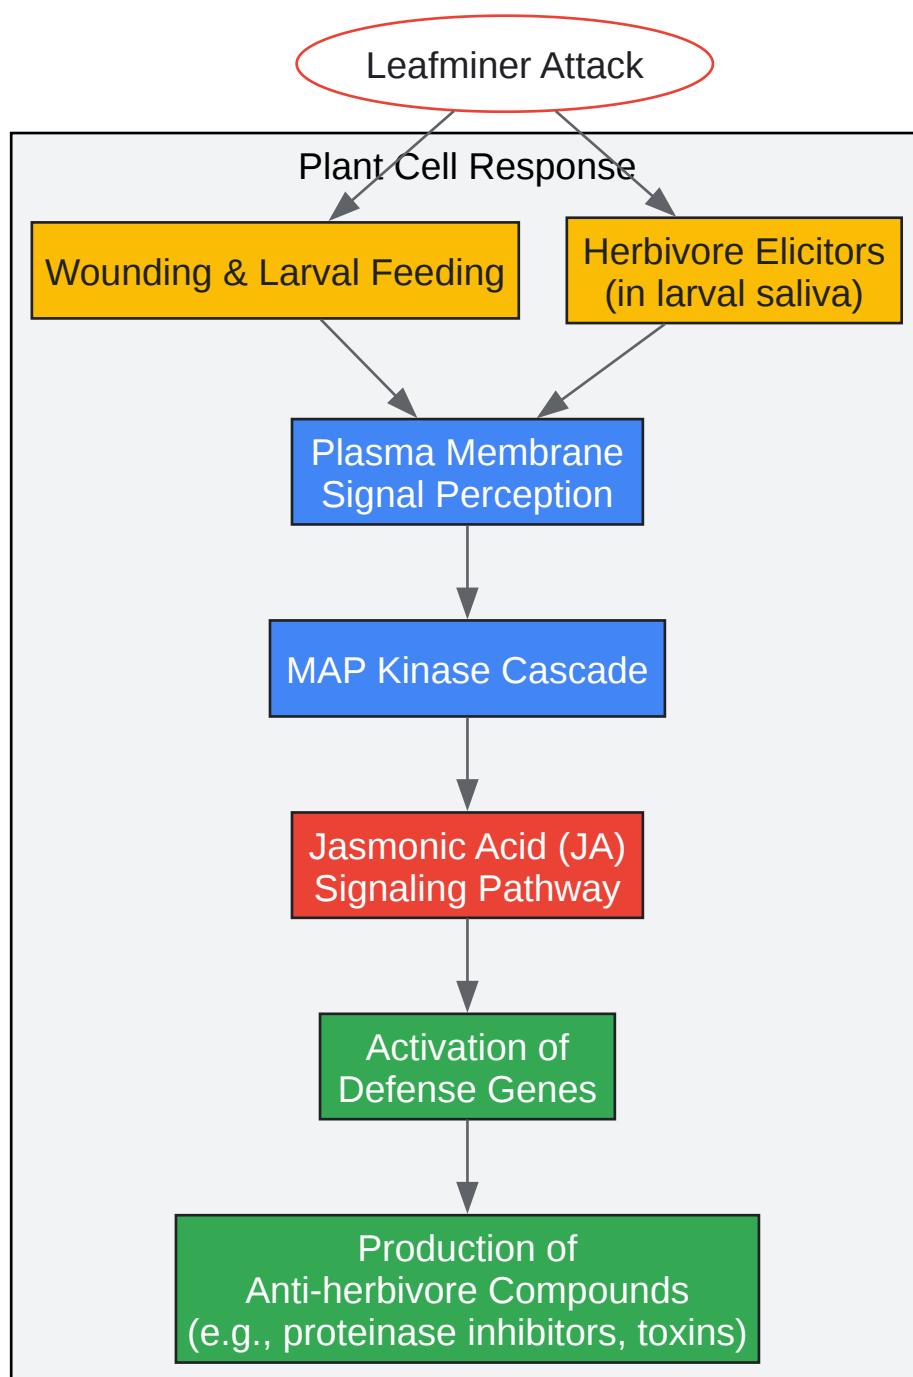 Leafminer Attack
Plant Cell Response
Wounding & Larval Feeding
Herbivore Elicitors
(in larval saliva)
Plasma Membrane
Signal Perception
MAP Kinase Cascade
Jasmonic Acid (JA)
Signaling Pathway
Activation of
Defense Genes
Production of
Anti-herbivore Compounds
(e.g., proteinase inhibitors, toxins)